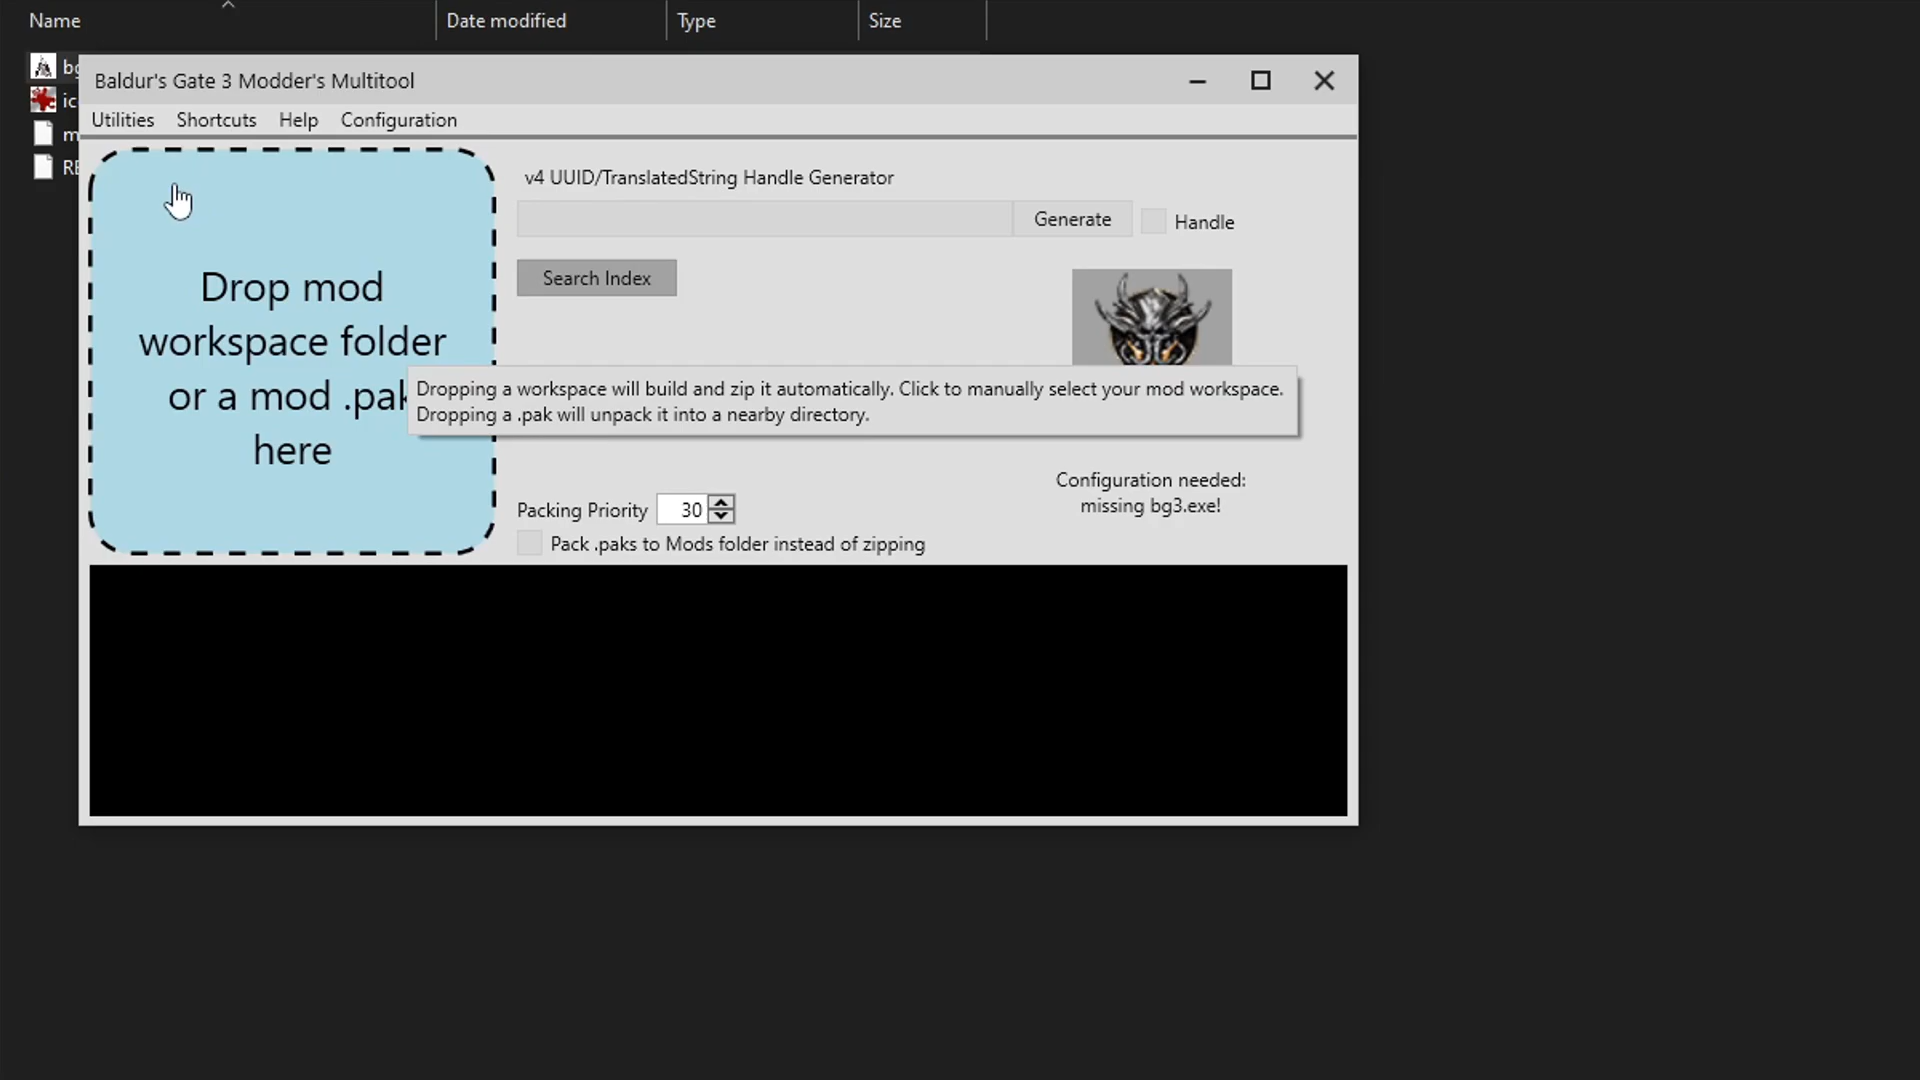 Name
Date modified
Type
Size
Baldur's Gate 3 Modder's Multitool
Utilities
Shortcuts
Help
Configuration
v4 UUID/TranslatedString Handle Generator
Generate
Handle
Search Index
Drop mod
workspace folder
or a mod .pak
here
Dropping a workspace will build and zip it automatically. Click to manually select your mod workspace.
Dropping a .pak will unpack it into a nearby directory.
Configuration needed:
missing bg3.exe!
Packing Priority
30
Pack .paks to Mods folder instead of zipping